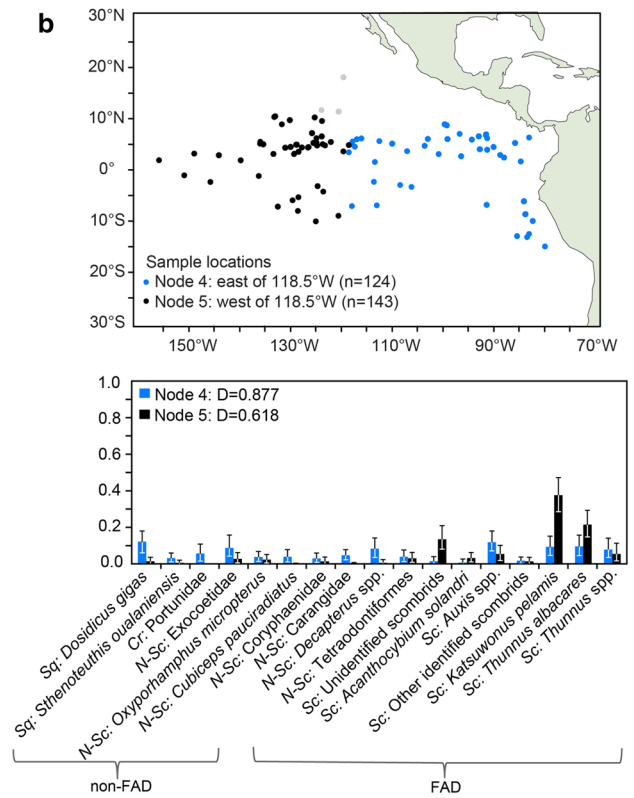 b
30°N
20°N
10°N
0°
10°S
20°S
30°S
Sample locations
Node 4: east of 118.5°W (n=124)
Node 5: west of 118.5°W (n=143)
150°W 130°W 110°W 90°W 70°W
1.0
0.8
0.6
0.4
0.2
0.0
Node 4: D=0.877
Node 5: D=0.618
Sq: Dosidicus gigas
Sq: Sthenoteuthis oualaniensis
Cr: Portunidae
N-Sc: Exocoetidae
N-Sc: Oxyporhamphus micropterus
N-Sc: Cubiceps pauciradiatus
N-Sc: Coryphaenidae
N-Sc: Carangidae
N-Sc: Decapterus spp.
N-Sc: Tetraodontiformes
Sc: Unidentified scombrids
Sc: Acanthocybium solandri
Sc: Auxis spp.
Sc: Other identified scombrids
Sc: Katsuwonus pelamis
Sc: Thunnus albacares
Sc: Thunnus spp.
non-FAD
FAD